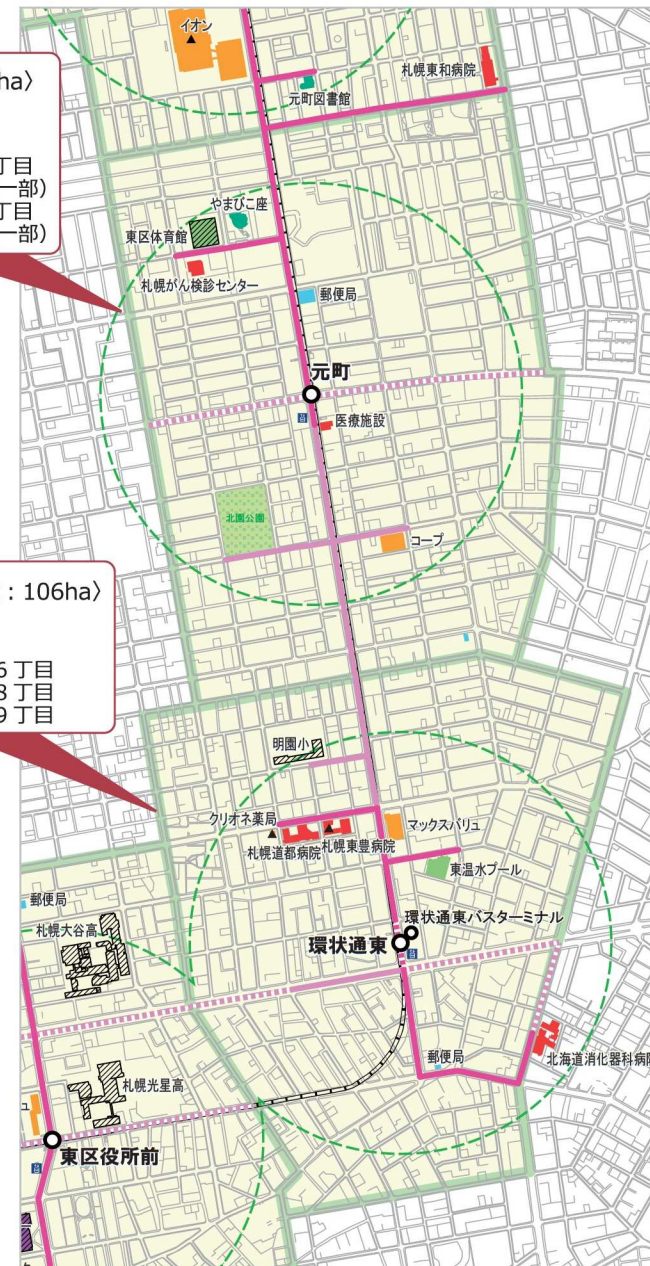 イオン
札幌東和病院
元町図書館
ha〉
丁目
一部）
丁目
一部）
やまびこ座
東区体育館
札幌がん検診センター
郵便局
元町
医療施設
北園公園
コープ
：106ha〉
6丁目
8丁目
9丁目
明園小
クリオネ薬局
マックスバリュ
札幌道都病院
札幌東豊病院
東温水プール
郵便局
札幌大谷高
環状通東バスターミナル
環状通東
郵便局
北海道消化器科病院
札幌光星高
ュ
東区役所前